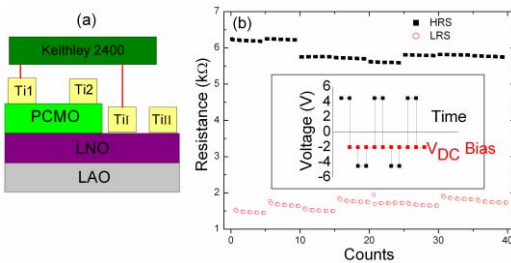 (a)
Keithley 2400
Ti1 Ti2
PCMO TiI TiII
LNO
LAO
(b)
Resistance (kΩ)
7
6
5
4
3
2
1
HRS
LRS
Voltage (V)
6
4
2
0
-2
-4
-6
Time
V_DC Bias
0 10 20 30 40
Counts